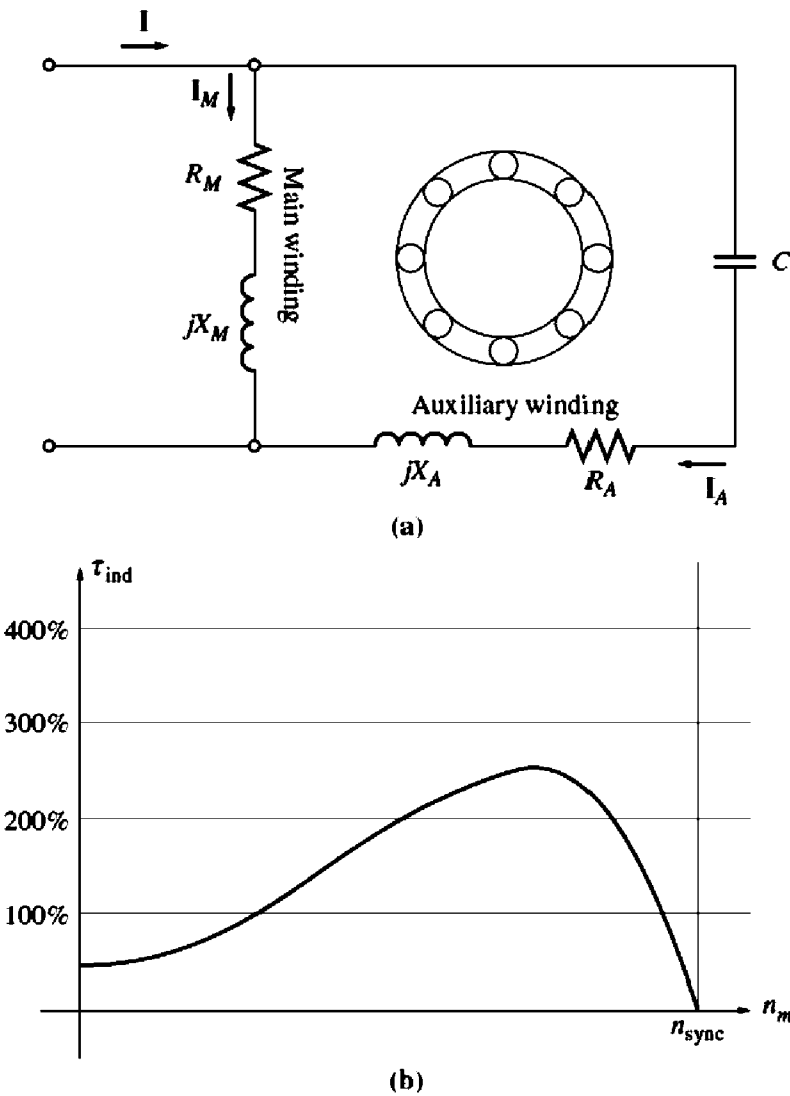 I
I_M
R_M
Main winding
jX_M
C
Auxiliary winding
jX_A
R_A
I_A
(a)
τ_ind
400%
300%
200%
100%
n_sync
n_m
(b)